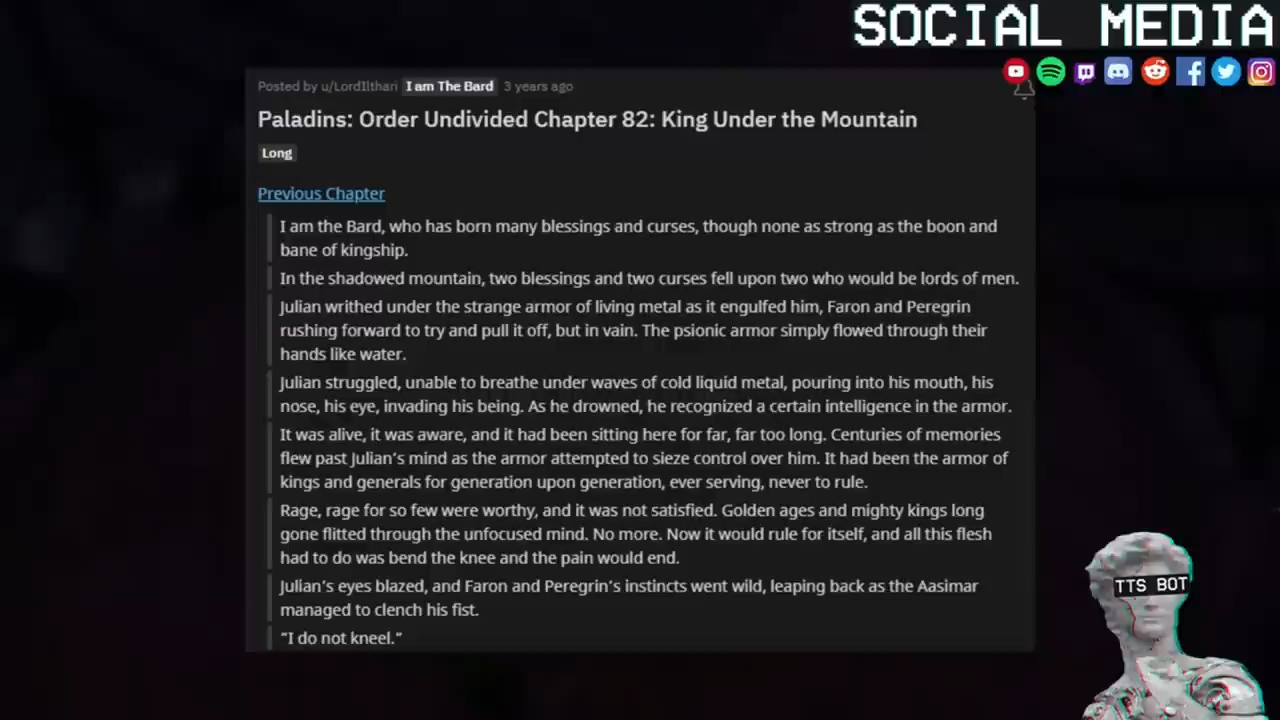 SOCIAL MEDIA
Posted by u/LordIlthari I am The Bard 3 years ago
Paladins: Order Undivided Chapter 82: King Under the Mountain
Long
Previous Chapter
I am the Bard, who has born many blessings and curses, though none as strong as the boon and
bane of kingship.
In the shadowed mountain, two blessings and two curses fell upon two who would be lords of men.
Julian writhed under the strange armor of living metal as it engulfed him, Faron and Peregrin
rushing forward to try and pull it off, but in vain. The psionic armor simply flowed through their
hands like water.
Julian struggled, unable to breathe under waves of cold liquid metal, pouring into his mouth, his
nose, his eye, invading his being. As he drowned, he recognized a certain intelligence in the armor.
It was alive, it was aware, and it had been sitting here for far, far too long. Centuries of memories
flew past Julian's mind as the armor attempted to sieze control over him. It had been the armor of
kings and generals for generation upon generation, ever serving, never to rule.
Rage, rage for so few were worthy, and it was not satisfied. Golden ages and mighty kings long
gone flitted through the unfocused mind. No more. Now it would rule for itself, and all this flesh
had to do was bend the knee and the pain would end.
Julian's eyes blazed, and Faron and Peregrin's instincts went wild, leaping back as the Aasimar
managed to clench his fist.
"I do not kneel."
TTS BOT